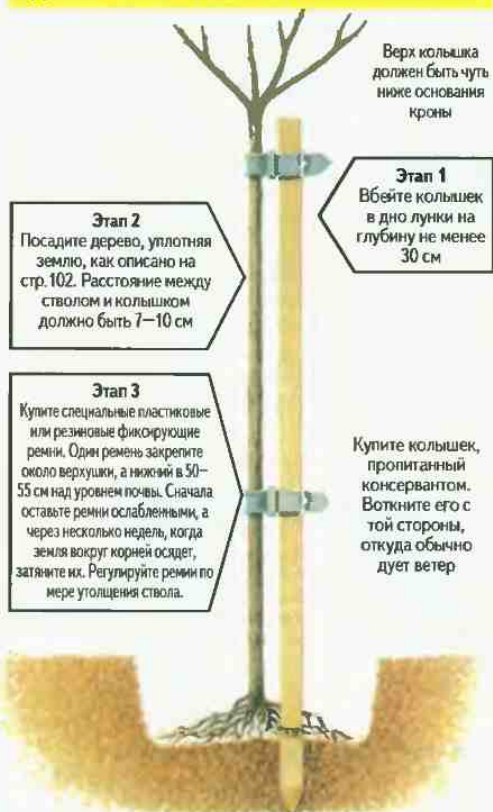 Верх колышка
должен быть чуть
ниже основания
кроны
Этап 1
Вбейте колышек
в дно лунки на
глубину не менее
30 см
Этап 2
Посадите дерево, уплотняя
землю, как описано на
стр.102. Расстояние между
стволом и колышком
должно быть 7—10 см
Этап 3
Купите специальные пластиковые
или резиновые фиксирующие
ремни. Один ремень закрепите
около верхушки, а нижний в 50—
55 см над уровнем почвы. Сначала
оставьте ремни ослабленными, а
через несколько недель, когда
земля вокруг корней осядет,
затяните их. Регулируйте ремни по
мере утолщения ствола.
Купите колышек,
пропитанный
консервантом.
Воткните его с
той стороны,
откуда обычно
дует ветер